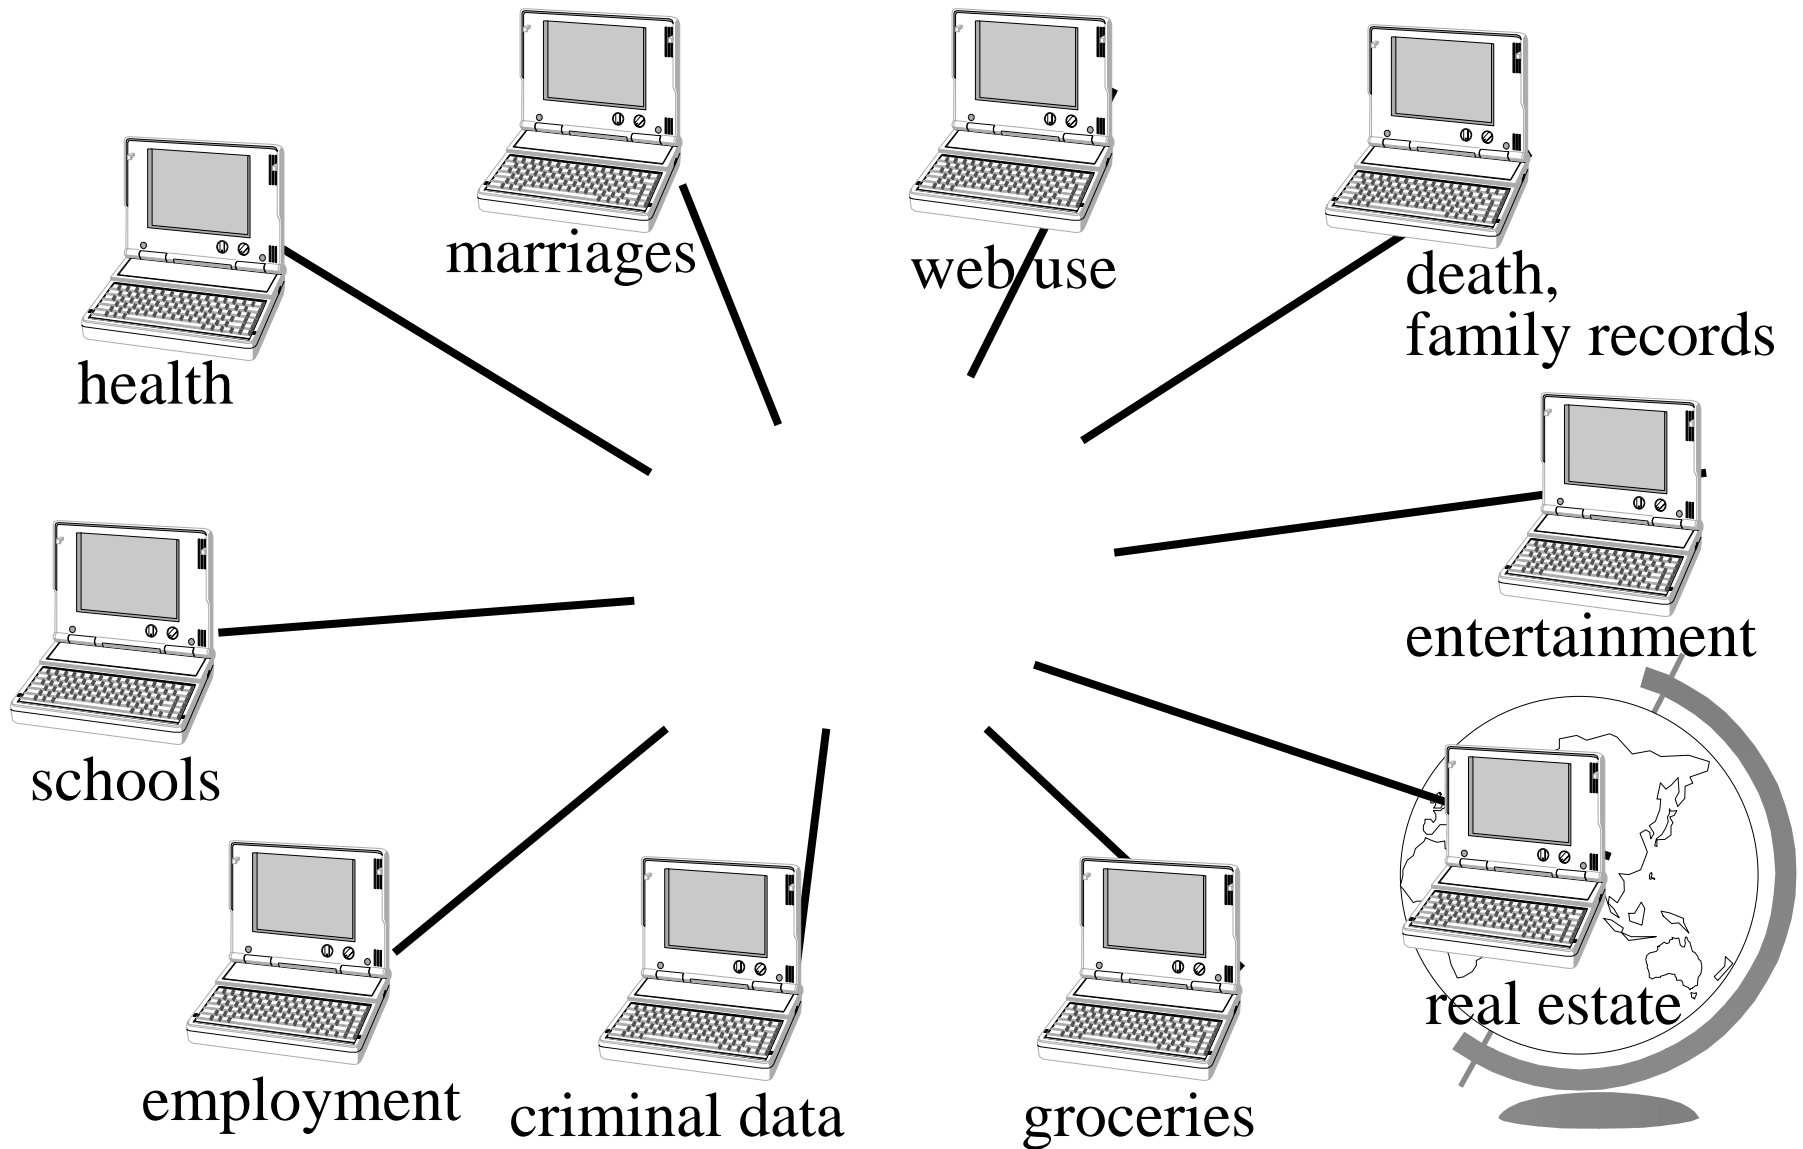 marriages
web use
death,
family records
health
entertainment
schools
real estate
employment
criminal data
groceries